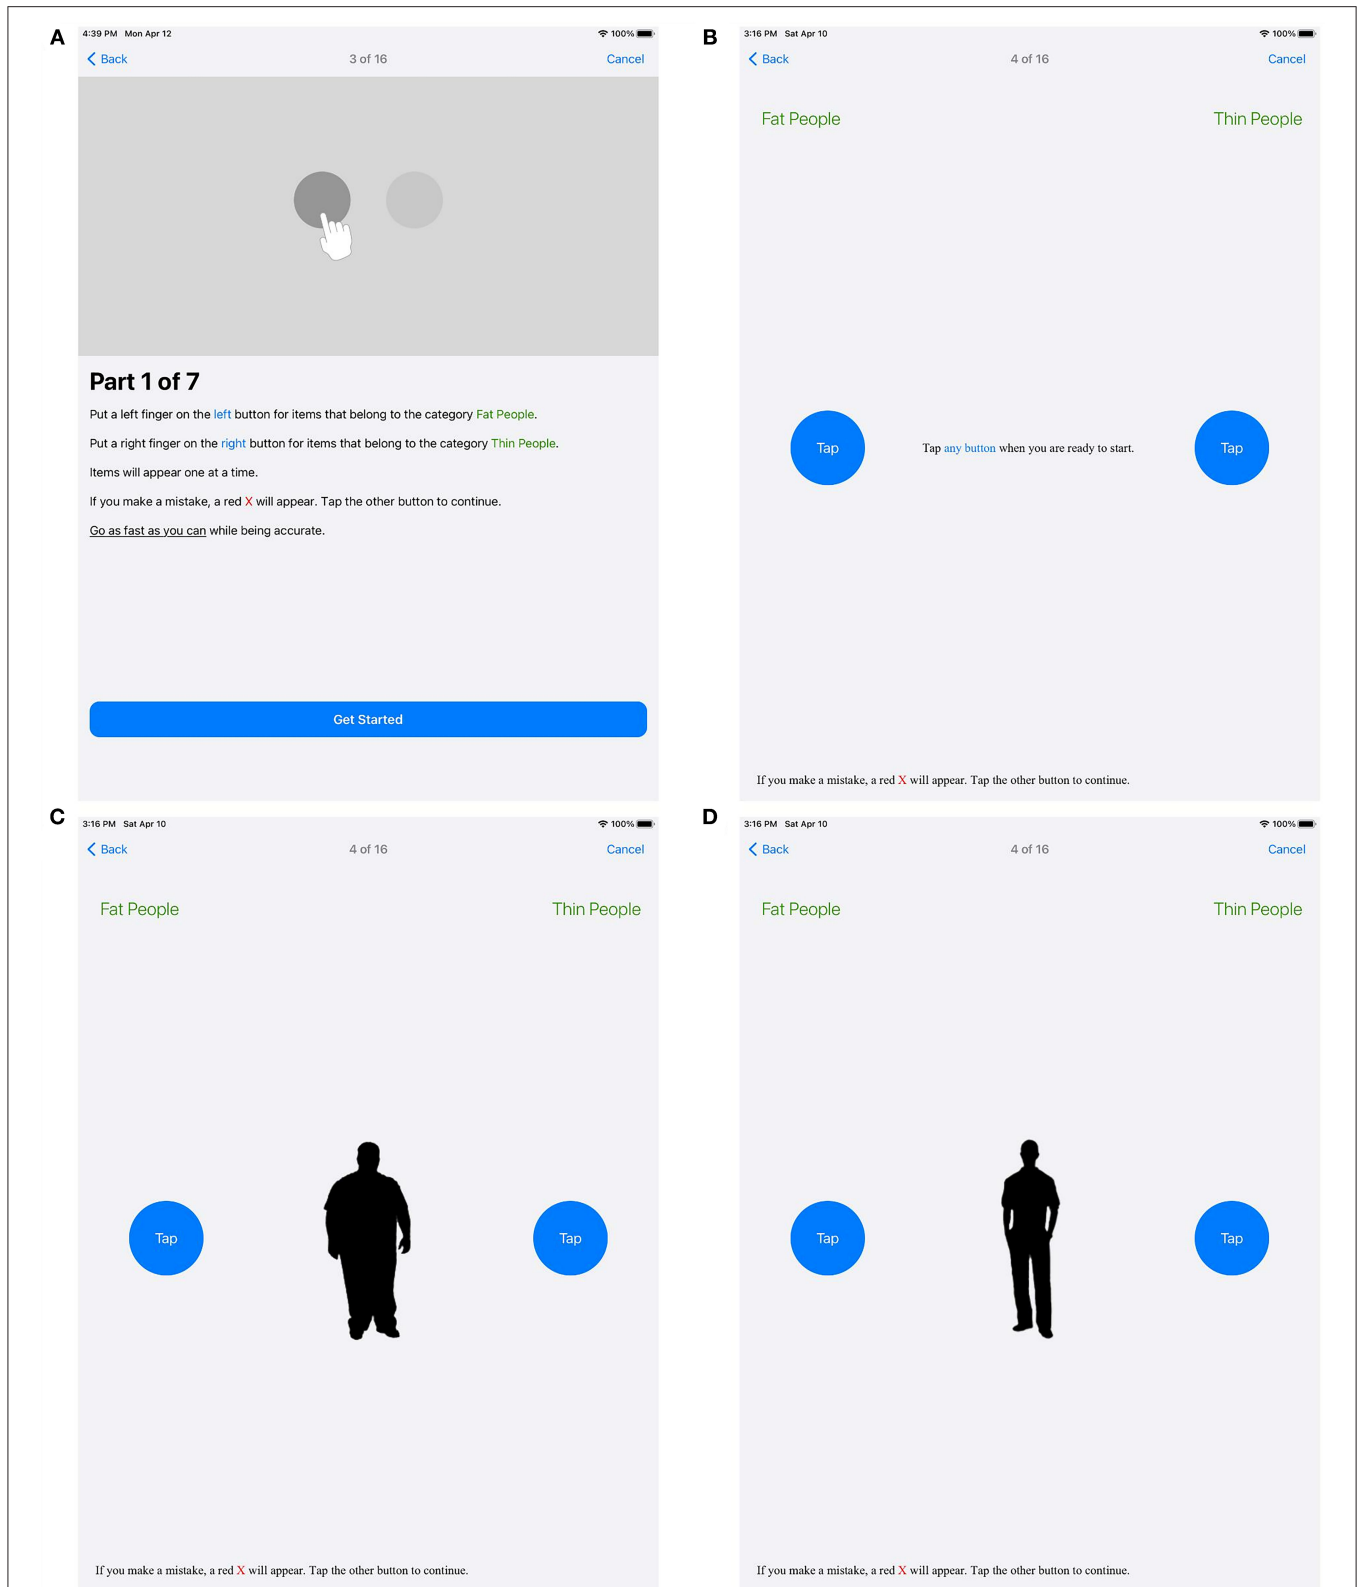 A
4:39 PM Mon Apr 12
100%
Back
3 of 16
Cancel
Part 1 of 7
Put a left finger on the left button for items that belong to the category Fat People.
Put a right finger on the right button for items that belong to the category Thin People.
Items will appear one at a time.
If you make a mistake, a red X will appear. Tap the other button to continue.
Go as fast as you can while being accurate.
Get Started
B
3:16 PM Sat Apr 10
100%
Back
4 of 16
Cancel
Fat People
Thin People
Tap
Tap any button when you are ready to start.
Tap
If you make a mistake, a red X will appear. Tap the other button to continue.
C
3:16 PM Sat Apr 10
100%
Back
4 of 16
Cancel
Fat People
Thin People
Tap
Tap
If you make a mistake, a red X will appear. Tap the other button to continue.
D
3:16 PM Sat Apr 10
100%
Back
4 of 16
Cancel
Fat People
Thin People
Tap
Tap
If you make a mistake, a red X will appear. Tap the other button to continue.